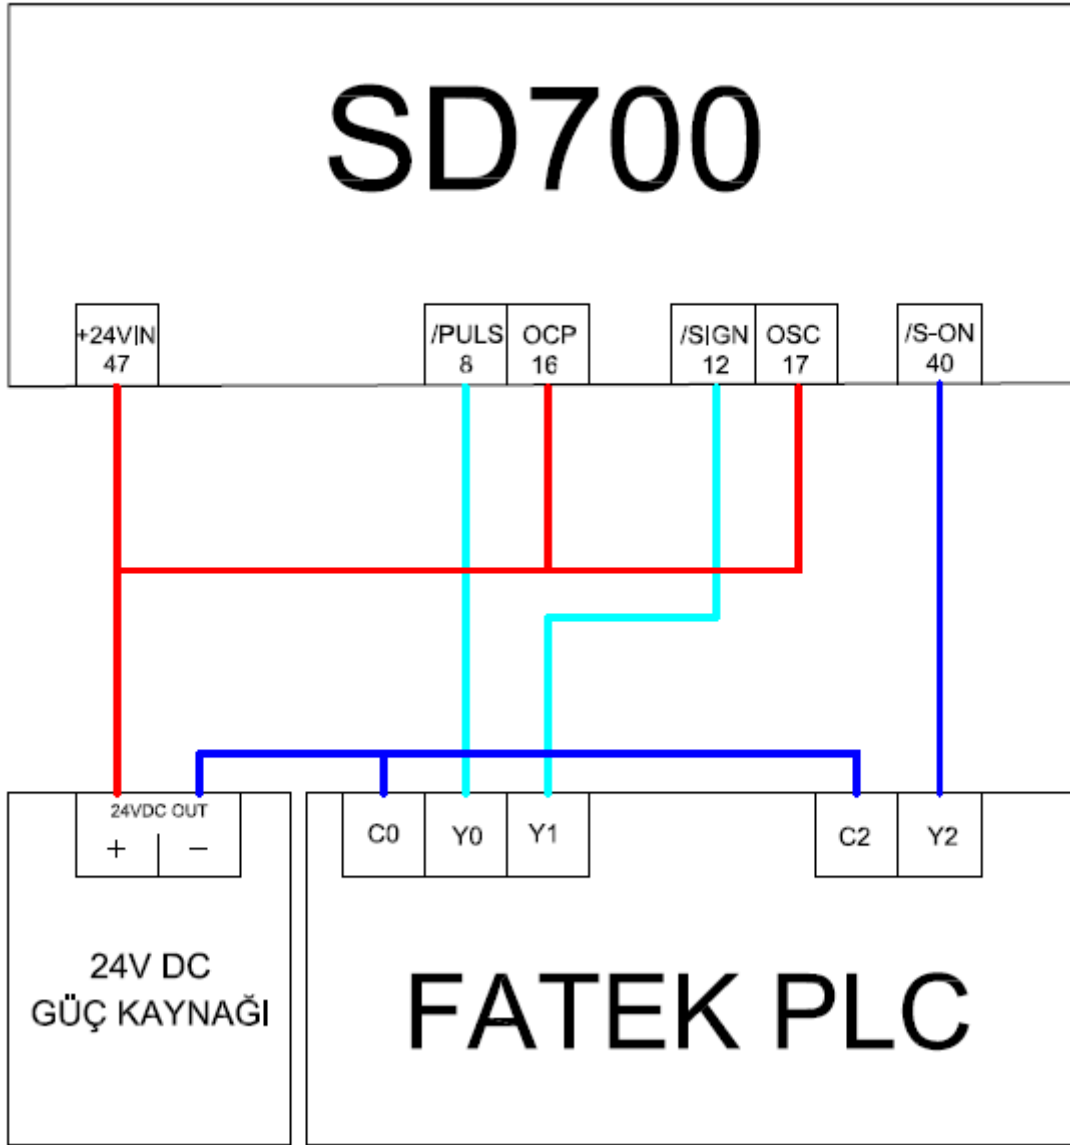 SD700
+24VIN
47
/PULS
8
OCP
16
/SIGN
12
OSC
17
/S-ON
40
24VDC OUT
+
−
C0
Y0
Y1
C2
Y2
24V DC
GÜÇ KAYNAĞI
FATEK PLC